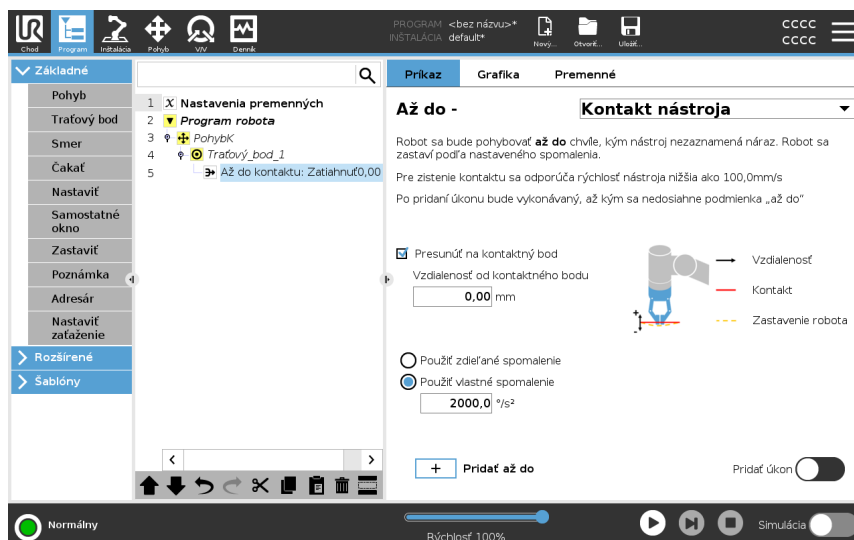 PROGRAM <bez názvu>*
INŠTALÁCIA default*
Chod Program Inštalácia Pohyb V/V Denník Nový... Otvoriť... Uložiť...
CCCC
CCCC
Základné
Pohyb
Traťový bod
Smer
Čakať
Nastaviť
Samostatné
okno
Zastaviť
Poznámka
Adresár
Nastaviť
zaťaženie
Rozšírené
Šablóny
1 X Nastavenia premenných
2 Program robota
3 PohybK
4 Traťový_bod_1
5 Až do kontaktu: Zatiahnuť0,00
Príkaz Grafika Premenné
Až do - Kontakt nástroja
Robot sa bude pohybovať až do chvíle, kým nástroj nezaznamená náraz. Robot sa
zastaví podľa nastaveného spomalenia.
Pre zistenie kontaktu sa odporúča rýchlosť nástroja nižšia ako 100,0mm/s
Po pridaní úkonu bude vykonávaný, až kým sa nedosiahne podmienka „až do“
Presunúť na kontaktný bod
Vzdialenosť od kontaktného bodu
0,00 mm
Vzdialenosť
Kontakt
Zastavenie robota
Použiť zdieľané spomalenie
Použiť vlastné spomalenie
2000,0 °/s²
+ Pridať až do
Pridať úkon
Normálny
Rýchlosť 100%
Simulácia